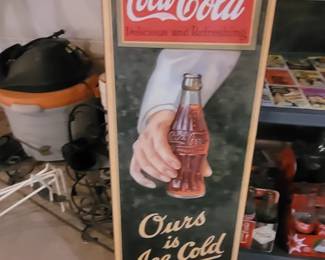 Coca-Cola
Delicious and Refreshing
Ours
is
Ice Cold